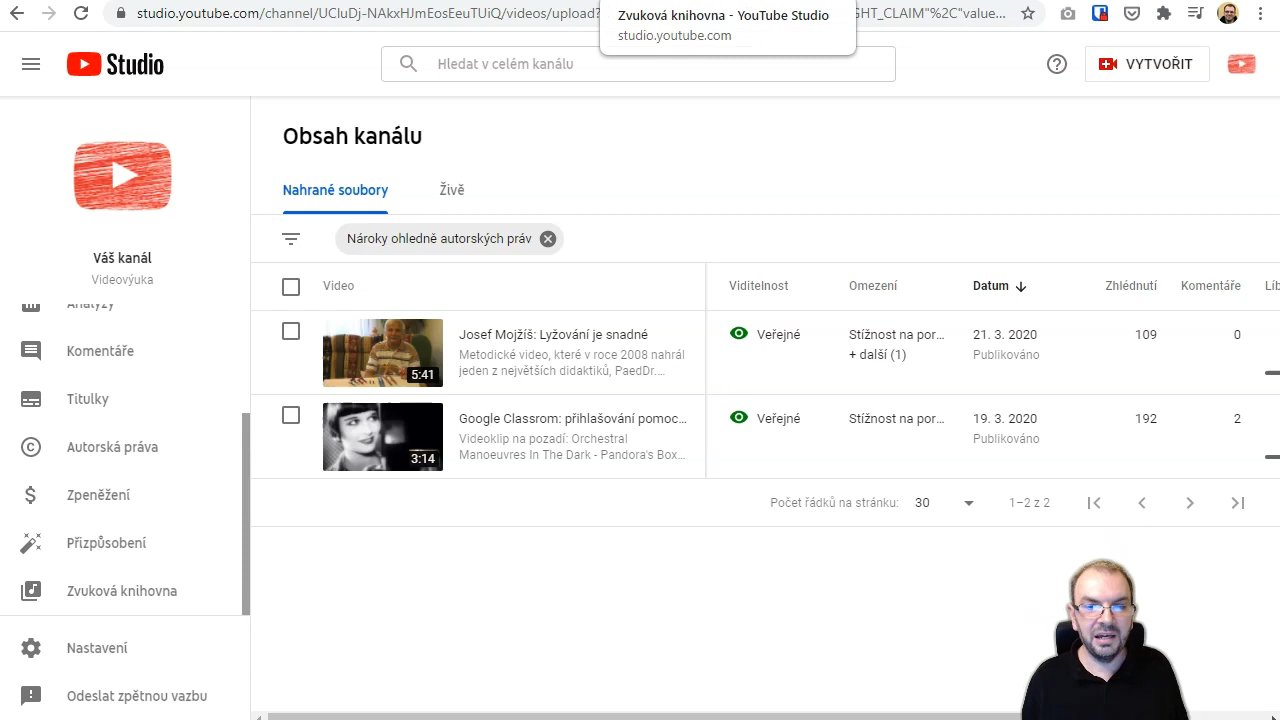 studio.youtube.com/channel/UCIuDj-NAkxHJmEosEeuTUiQ/videos/upload?
GHT_CLAIM"%2C"value...
Zvuková knihovna - YouTube Studio
studio.youtube.com
Studio
Hledat v celém kanálu
VYTVOŘIT
Váš kanál
Videovýuka
Analýzy
Komentáře
Titulky
Autorská práva
Zpeněžení
Přizpůsobení
Zvuková knihovna
Nastavení
Odeslat zpětnou vazbu
Obsah kanálu
Nahrané soubory
Živě
Nároky ohledně autorských práv
Video
Viditelnost
Omezení
Datum
Zhlédnutí
Komentáře
Líb
5:41
Josef Mojžíš: Lyžování je snadné
Metodické video, které v roce 2008 nahrál
jeden z největších didaktiků, PaedDr....
Veřejné
Stížnost na por...
+ další (1)
21. 3. 2020
Publikováno
109
0
3:14
Google Classrom: přihlašování pomoc...
Videoklip na pozadí: Orchestral
Manoeuvres In The Dark - Pandora's Box...
Veřejné
Stížnost na por...
19. 3. 2020
Publikováno
192
2
Počet řádků na stránku:
30
1–2 z 2